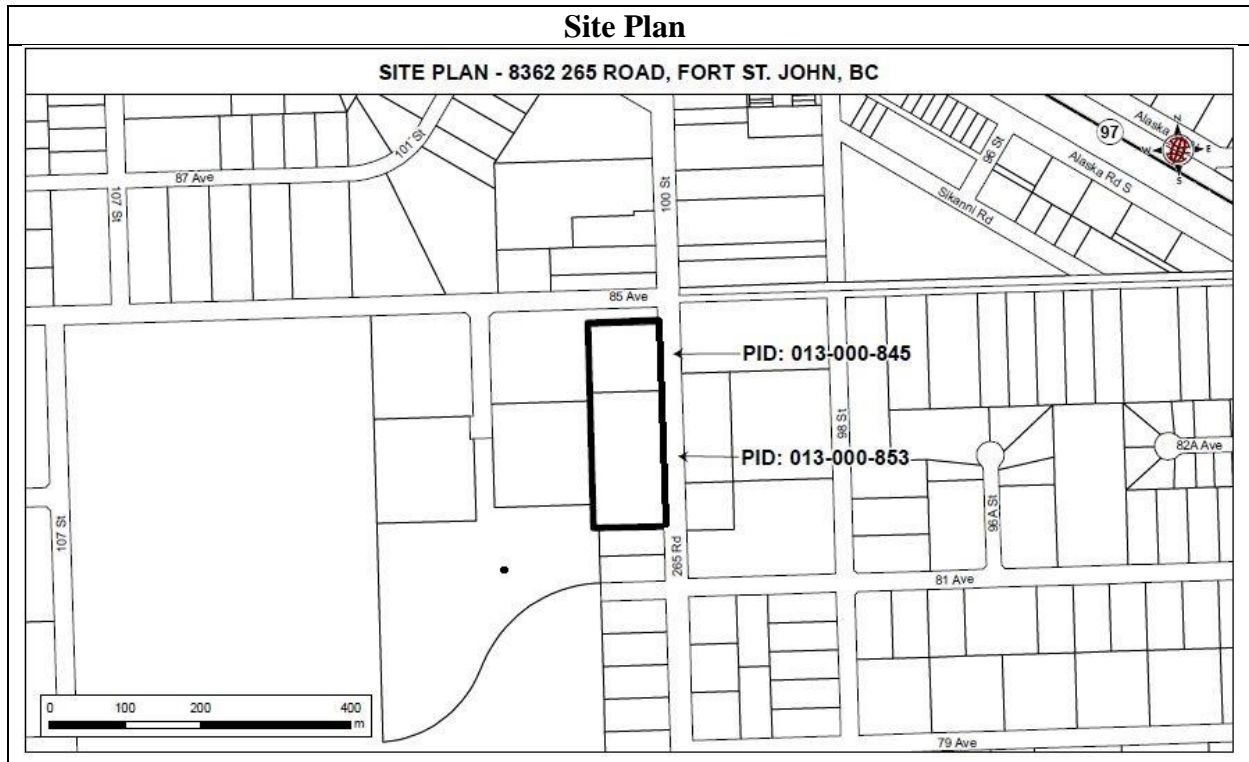 Site Plan
SITE PLAN - 8362 265 ROAD, FORT ST. JOHN, BC
101 St
100 St
96 St
97
Alaska
N
W
E
S
Alaska Rd S
Sikanni Rd
87 Ave
107 St
85 Ave
PID: 013-000-845
98 St
82A Ave
PID: 013-000-853
96A St
107 St
265 Rd
81 Ave
0 100 200 400
m
79 Ave